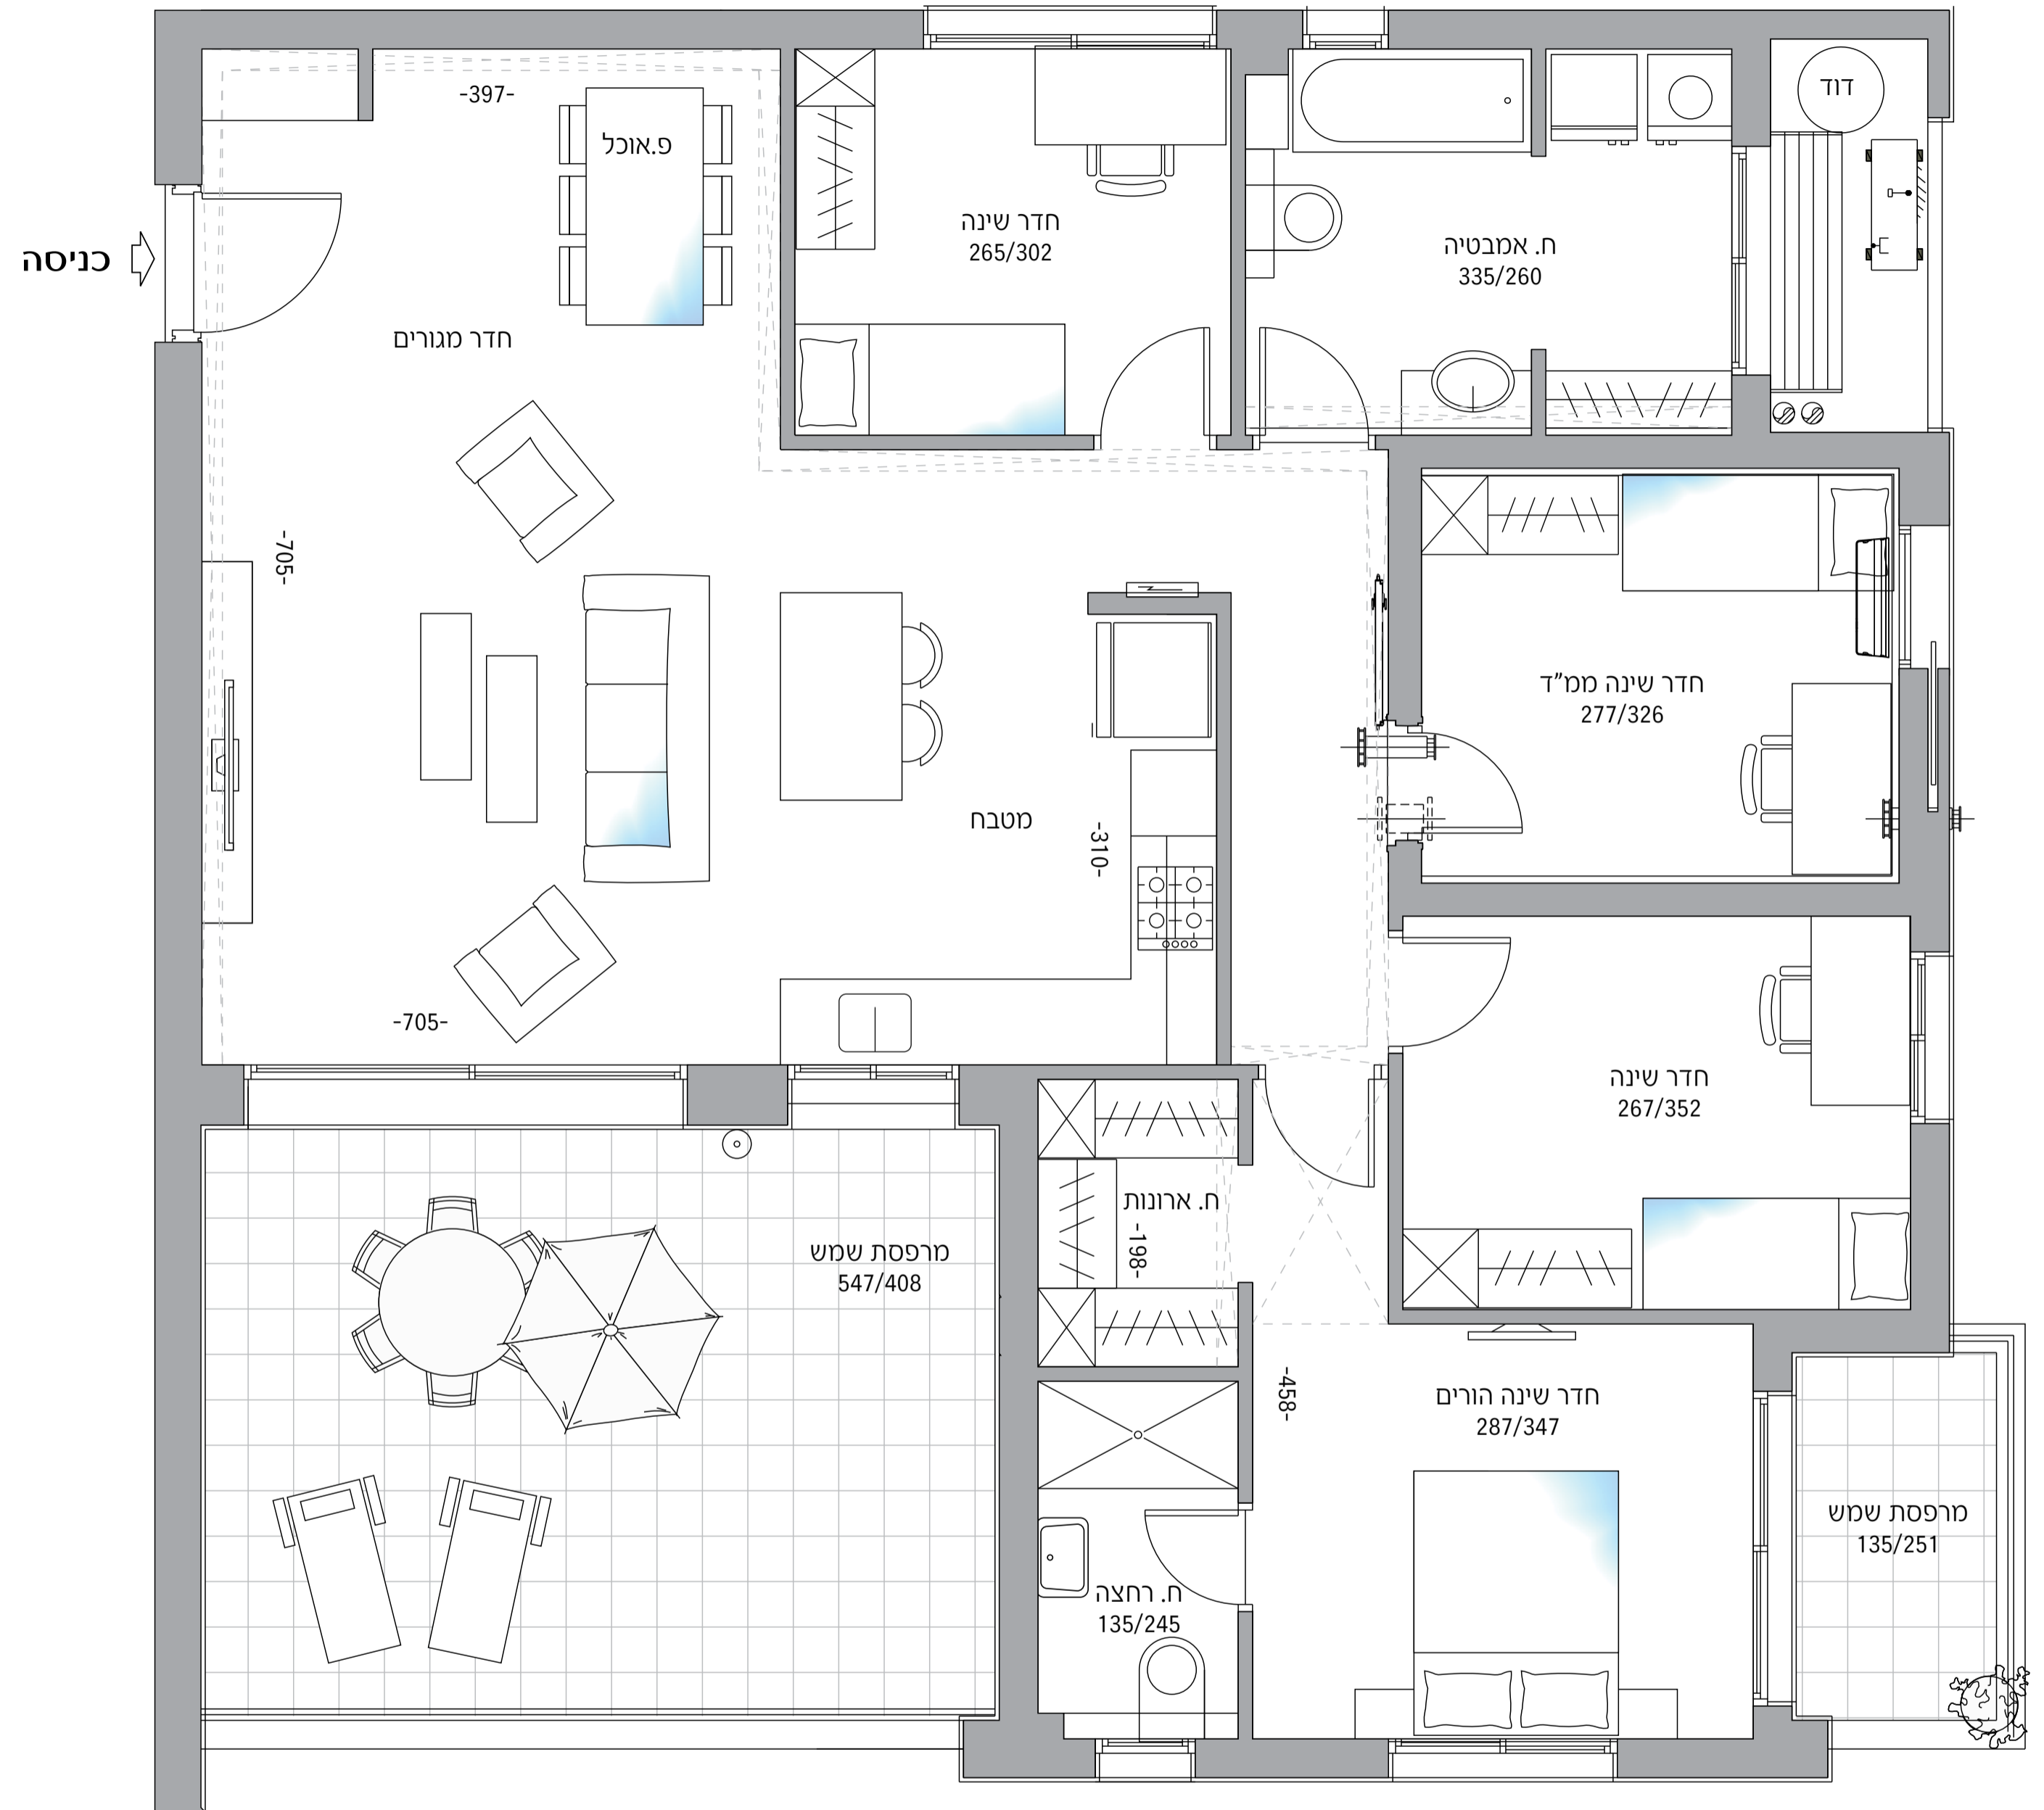 דוד
-397-
פ.אוכל
חדר שינה
265/302
ח. אמבטיה
335/260
כניסה
חדר מגורים
-705-
חדר שינה ממ"ד
277/326
מטבח
-310-
-705-
חדר שינה
267/352
ח. ארונות
-198-
מרפסת שמש
547/408
-458-
חדר שינה הורים
287/347
מרפסת שמש
135/251
ח. רחצה
135/245